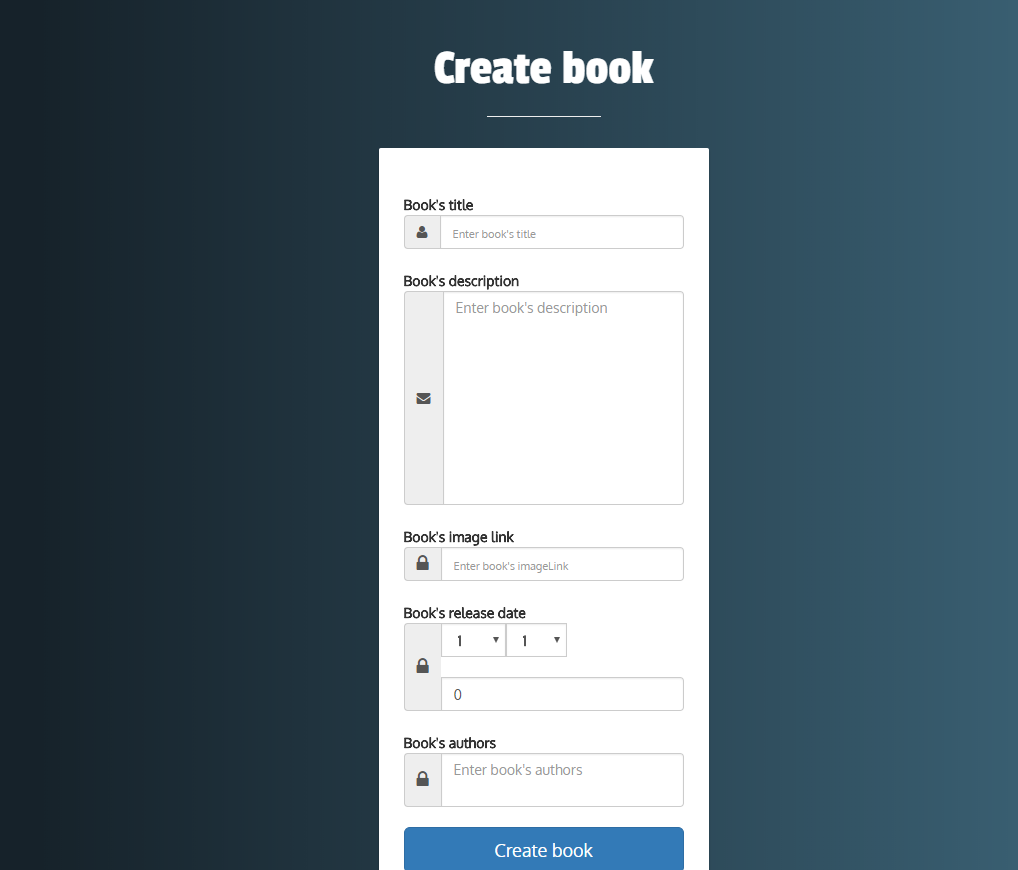 Create book
Book's title
Enter book's title
Book's description
Enter book's description
Book's image link
Enter book's imageLink
Book's release date
1 1
0
Book's authors
Enter book's authors
Create book